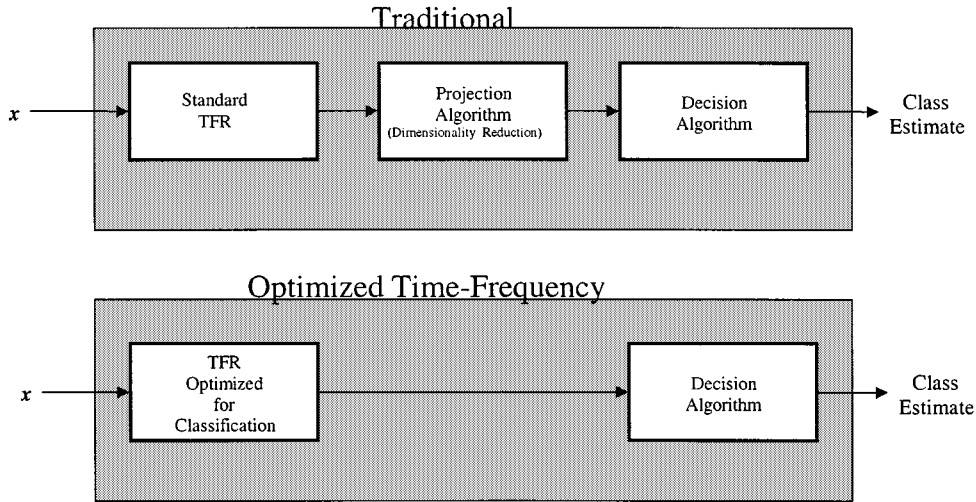 Traditional
x
Standard
TFR
Projection
Algorithm
(Dimensionality Reduction)
Decision
Algorithm
Class
Estimate
Optimized Time-Frequency
x
TFR
Optimized
for
Classification
Decision
Algorithm
Class
Estimate